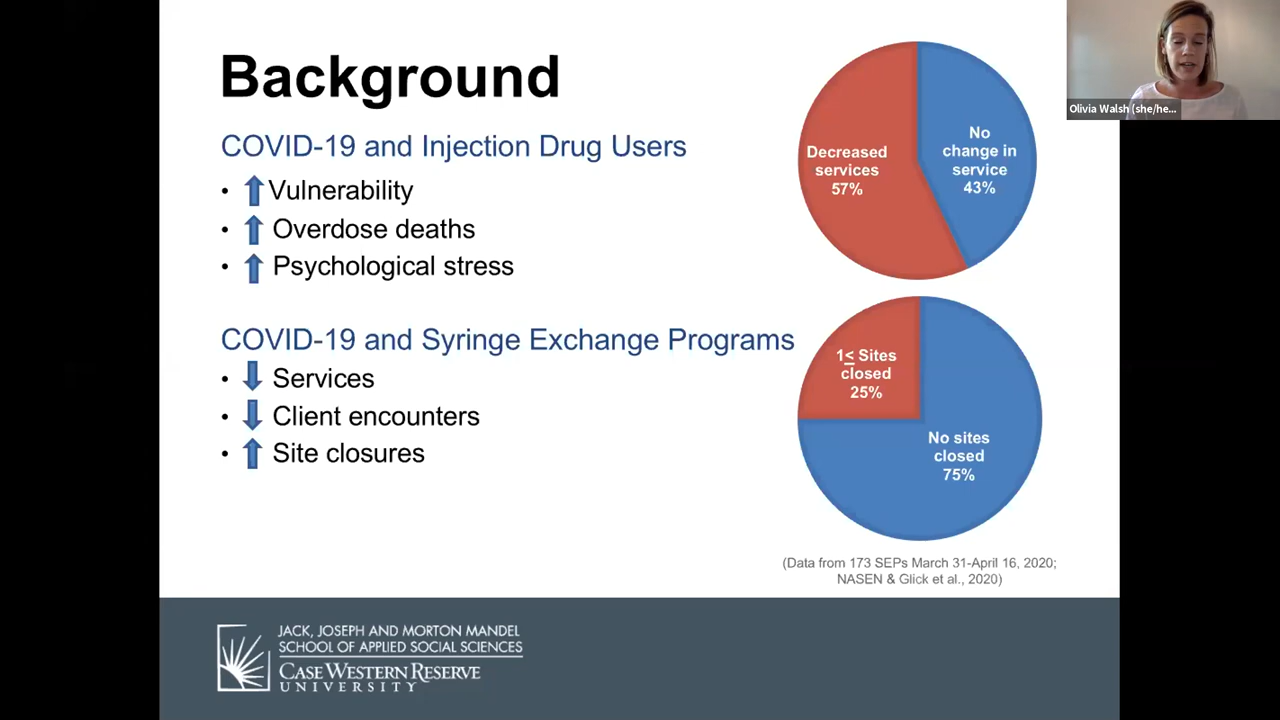 Background
COVID-19 and Injection Drug Users
• Vulnerability
• Overdose deaths
• Psychological stress
COVID-19 and Syringe Exchange Programs
• Services
• Client encounters
• Site closures
Decreased
services
57%
No
change in
service
43%
1≤ Sites
closed
25%
No sites
closed
75%
(Data from 173 SEPs March 31-April 16, 2020;
NASEN & Glick et al., 2020)
Olivia Walsh (she/he...
JACK, JOSEPH AND MORTON MANDEL
SCHOOL OF APPLIED SOCIAL SCIENCES
CASE WESTERN RESERVE
UNIVERSITY